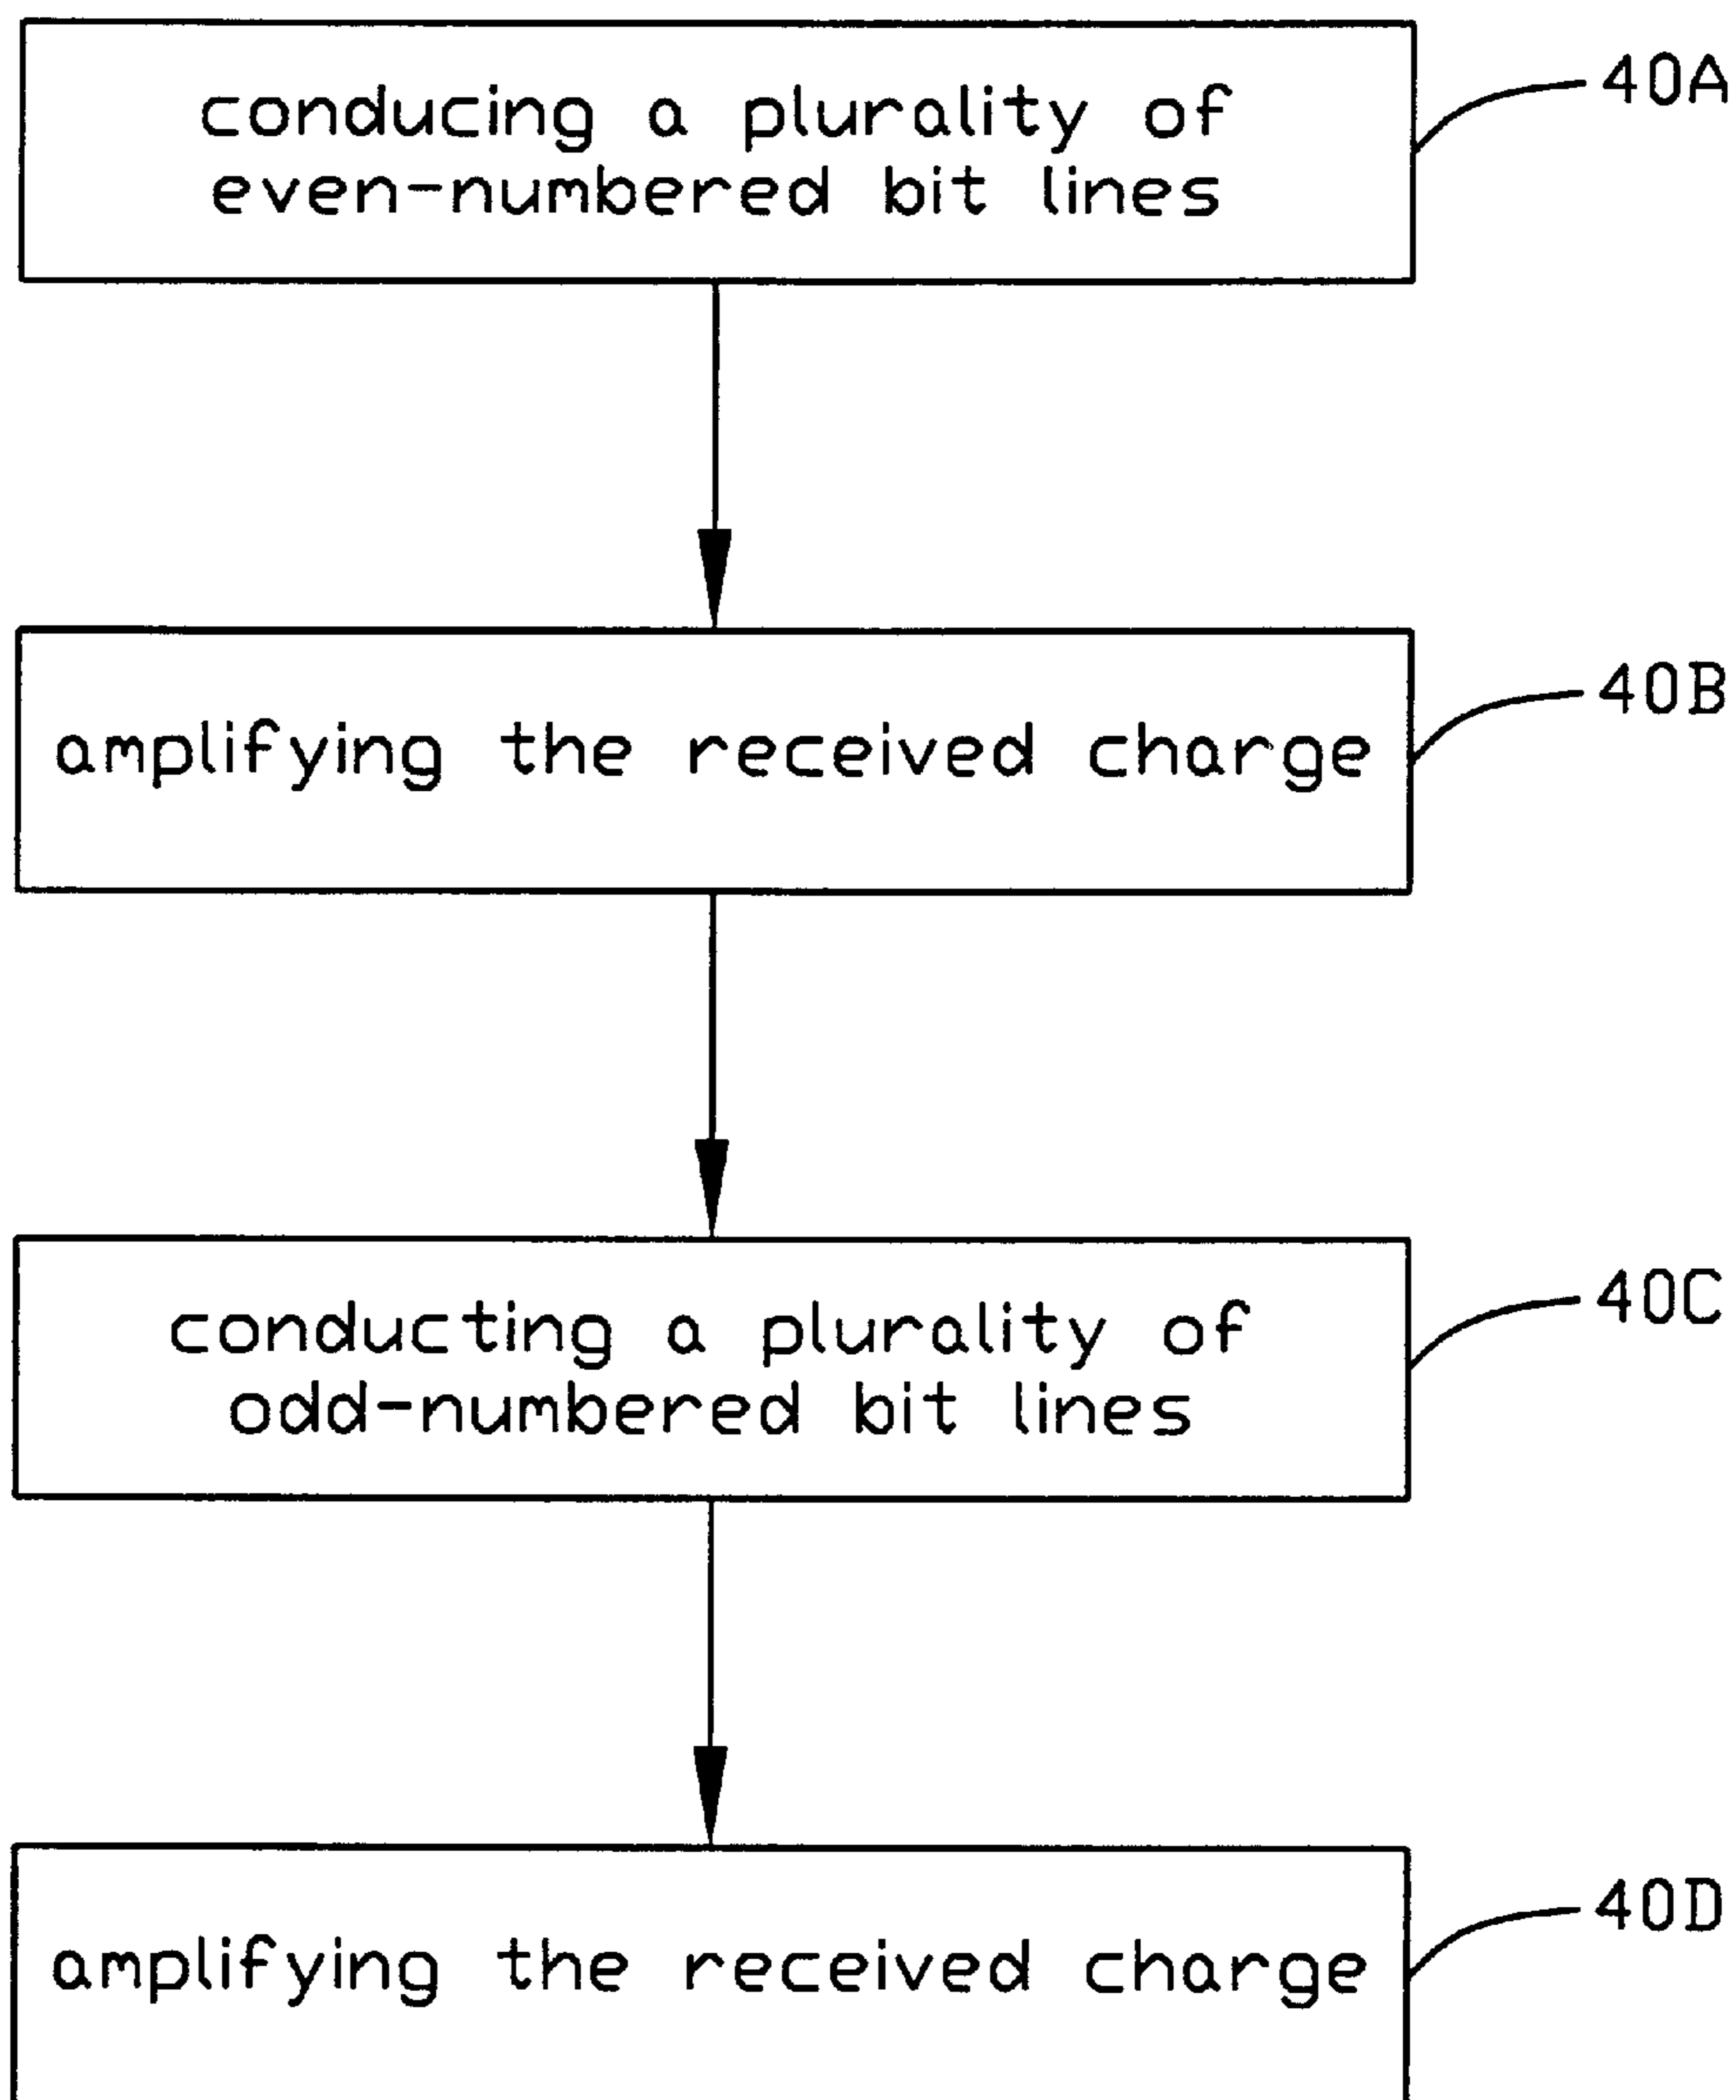 conducing a plurality of
even-numbered bit lines
40A
amplifying the received charge
40B
conducting a plurality of
odd-numbered bit lines
40C
amplifying the received charge
40D